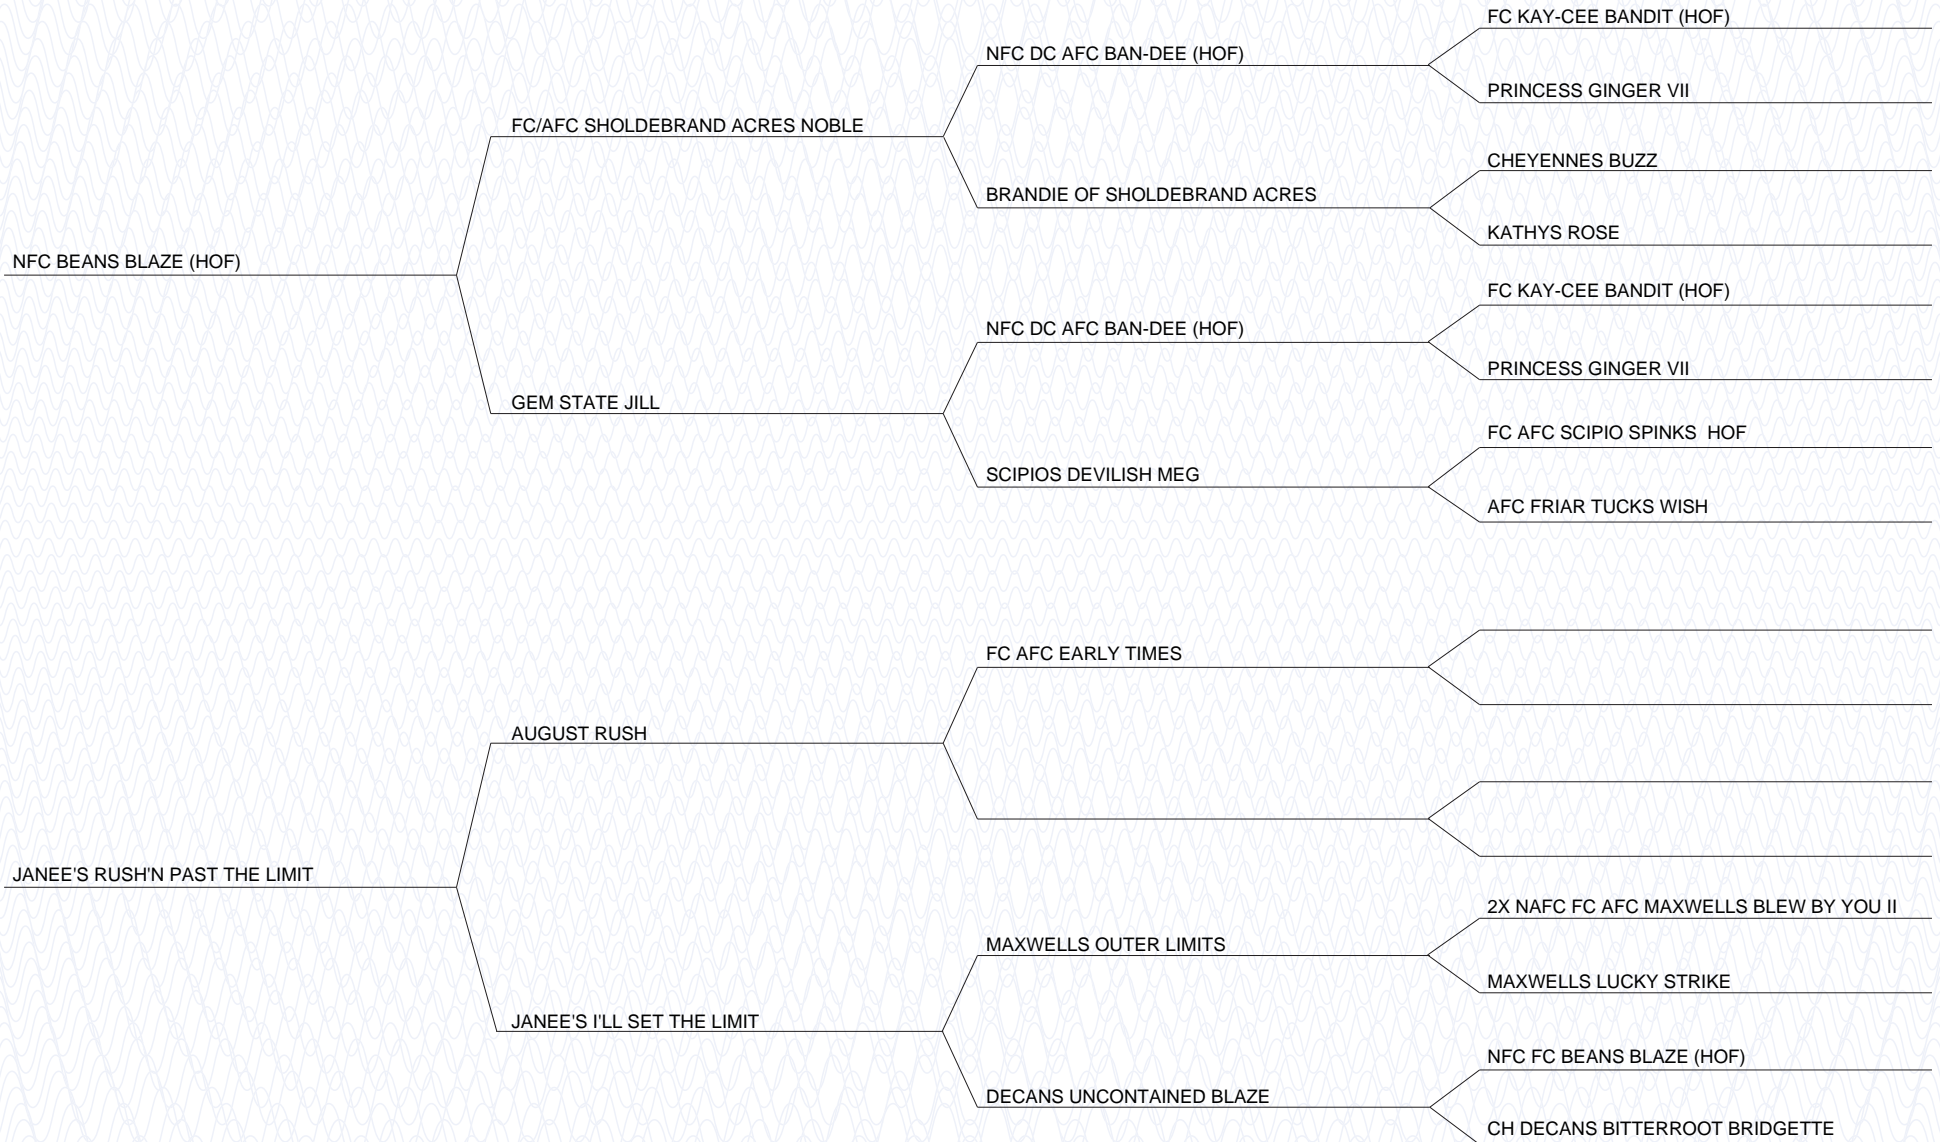 FC KAY-CEE BANDIT (HOF)
NFC DC AFC BAN-DEE (HOF)
PRINCESS GINGER VII
FC/AFC SHOLDEBRAND ACRES NOBLE
CHEYENNES BUZZ
BRANDIE OF SHOLDEBRAND ACRES
KATHYS ROSE
NFC BEANS BLAZE (HOF)
FC KAY-CEE BANDIT (HOF)
NFC DC AFC BAN-DEE (HOF)
PRINCESS GINGER VII
GEM STATE JILL
FC AFC SCIPIO SPINKS  HOF
SCIPIOS DEVILISH MEG
AFC FRIAR TUCKS WISH
FC AFC EARLY TIMES
AUGUST RUSH
JANEE'S RUSH'N PAST THE LIMIT
2X NAFC FC AFC MAXWELLS BLEW BY YOU II
MAXWELLS OUTER LIMITS
MAXWELLS LUCKY STRIKE
JANEE'S I'LL SET THE LIMIT
NFC FC BEANS BLAZE (HOF)
DECANS UNCONTAINED BLAZE
CH DECANS BITTERROOT BRIDGETTE